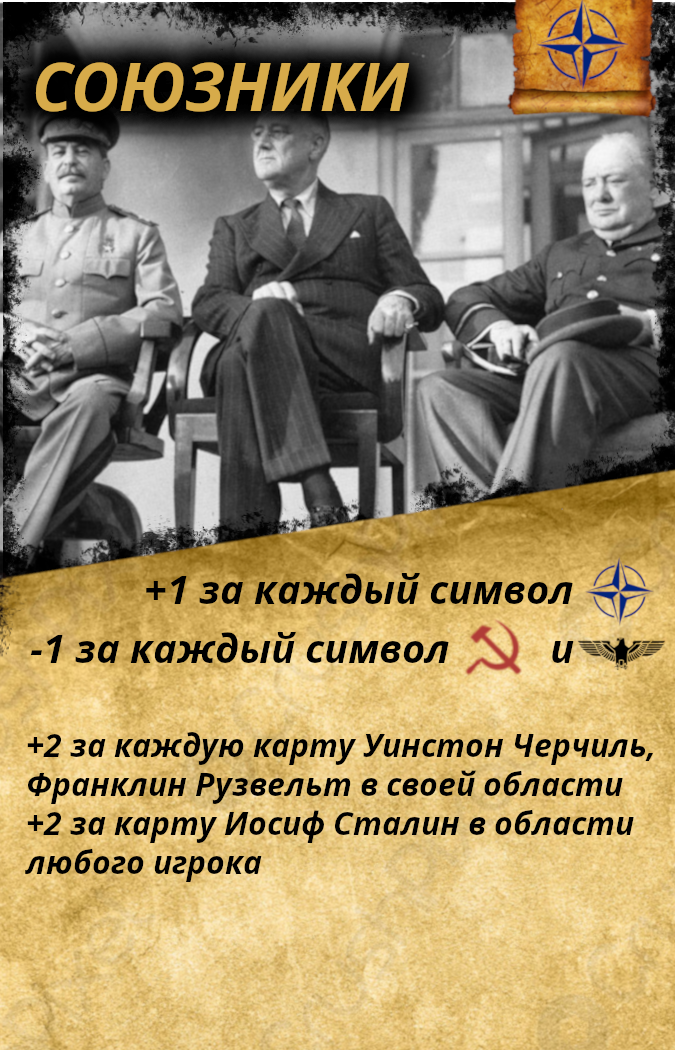 СОЮЗНИКИ
+1 за каждый символ
-1 за каждый символ и
+2 за каждую карту Уинстон Черчиль,
Франклин Рузвельт в своей области
+2 за карту Иосиф Сталин в области
любого игрока